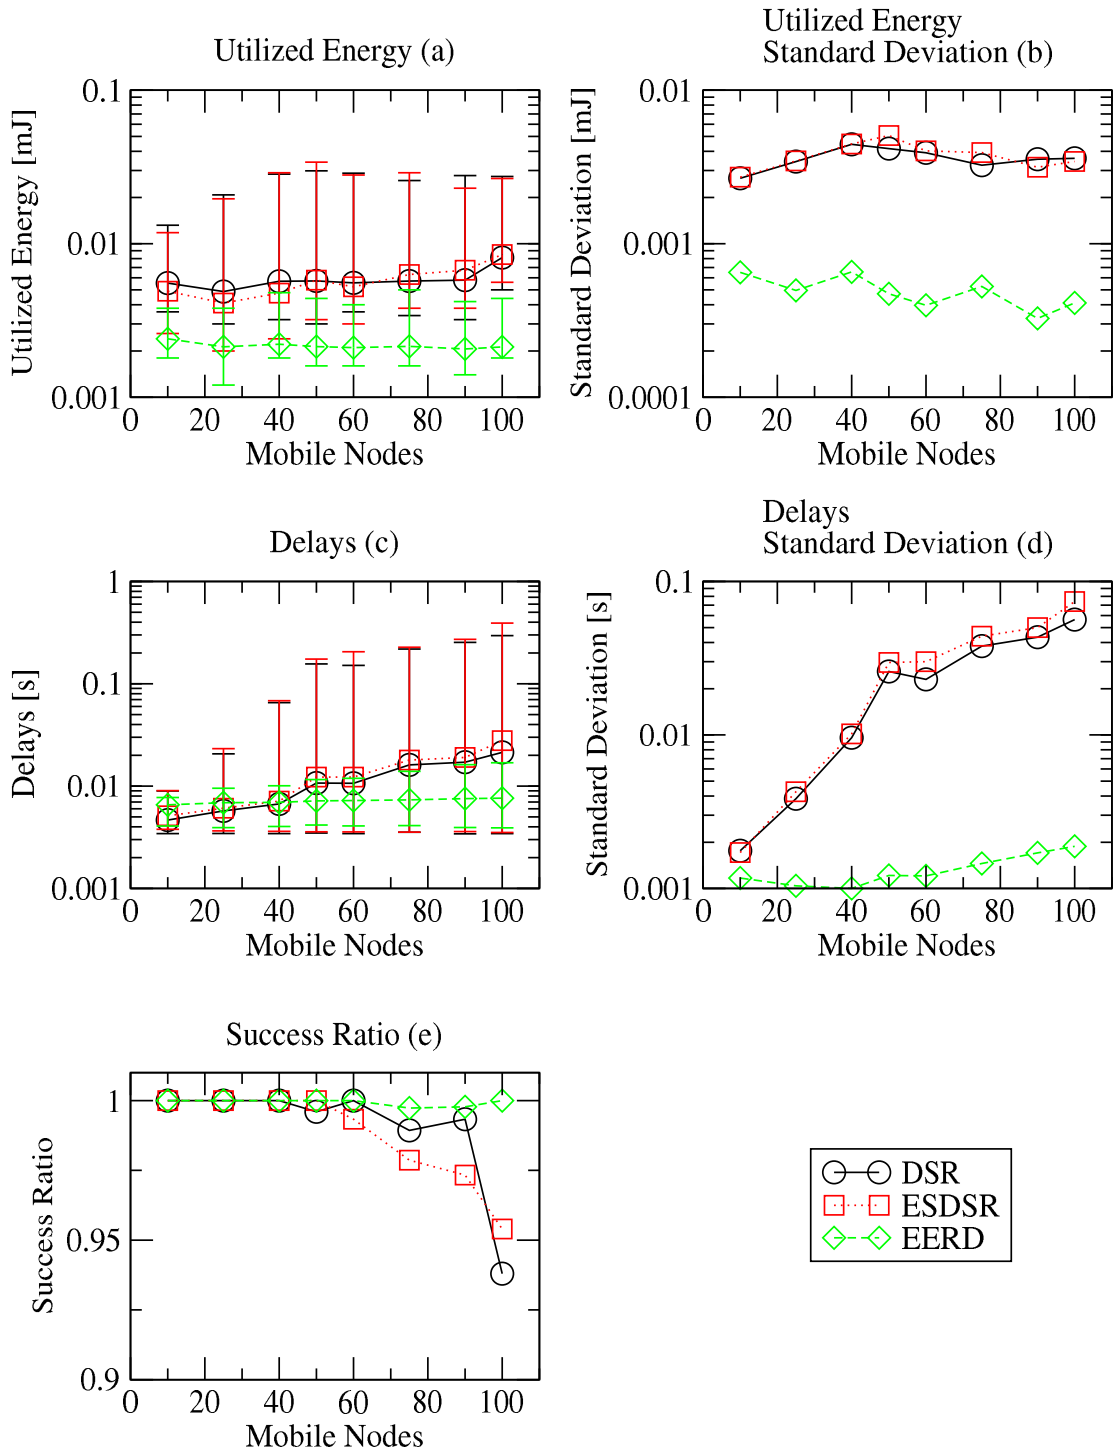 Utilized Energy (a)
0.1
0.01
0.001
Utilized Energy [mJ]
0 20 40 60 80 100
Mobile Nodes
Utilized Energy
Standard Deviation (b)
0.01
0.001
0.0001
Standard Deviation [mJ]
0 20 40 60 80 100
Mobile Nodes
Delays (c)
1
0.1
0.01
0.001
Delays [s]
0 20 40 60 80 100
Mobile Nodes
Delays
Standard Deviation (d)
0.1
0.01
0.001
Standard Deviation [s]
0 20 40 60 80 100
Mobile Nodes
Success Ratio (e)
1
0.95
0.9
Success Ratio
0 20 40 60 80 100
Mobile Nodes
DSR
ESDSR
EERD